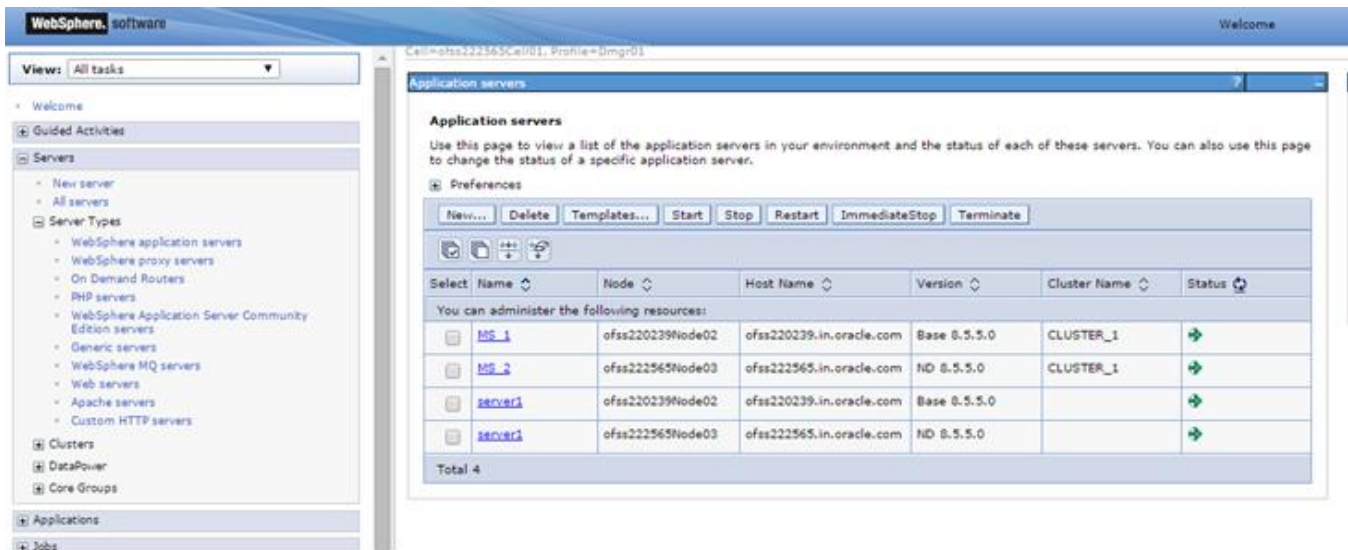 WebSphere. software
Welcome
View: All tasks
Welcome
Guided Activities
Servers
New server
All servers
Server Types
WebSphere application servers
WebSphere proxy servers
On Demand Routers
PHP servers
WebSphere Application Server Community
Edition servers
Generic servers
WebSphere MQ servers
Web servers
Apache servers
Custom HTTP servers
Clusters
DataPower
Core Groups
Applications
Jobs
Cell=ofss222565Cell01, Profile=Dmgr01
Application servers ? –
Application servers
Use this page to view a list of the application servers in your environment and the status of each of these servers. You can also use this page
to change the status of a specific application server.
Preferences
New... Delete Templates... Start Stop Restart ImmediateStop Terminate
Select Name Node Host Name Version Cluster Name Status
You can administer the following resources:
MS_1 ofss220239Node02 ofss220239.in.oracle.com Base 8.5.5.0 CLUSTER_1
MS_2 ofss222565Node03 ofss222565.in.oracle.com ND 8.5.5.0 CLUSTER_1
server1 ofss220239Node02 ofss220239.in.oracle.com Base 8.5.5.0
server1 ofss222565Node03 ofss222565.in.oracle.com ND 8.5.5.0
Total 4